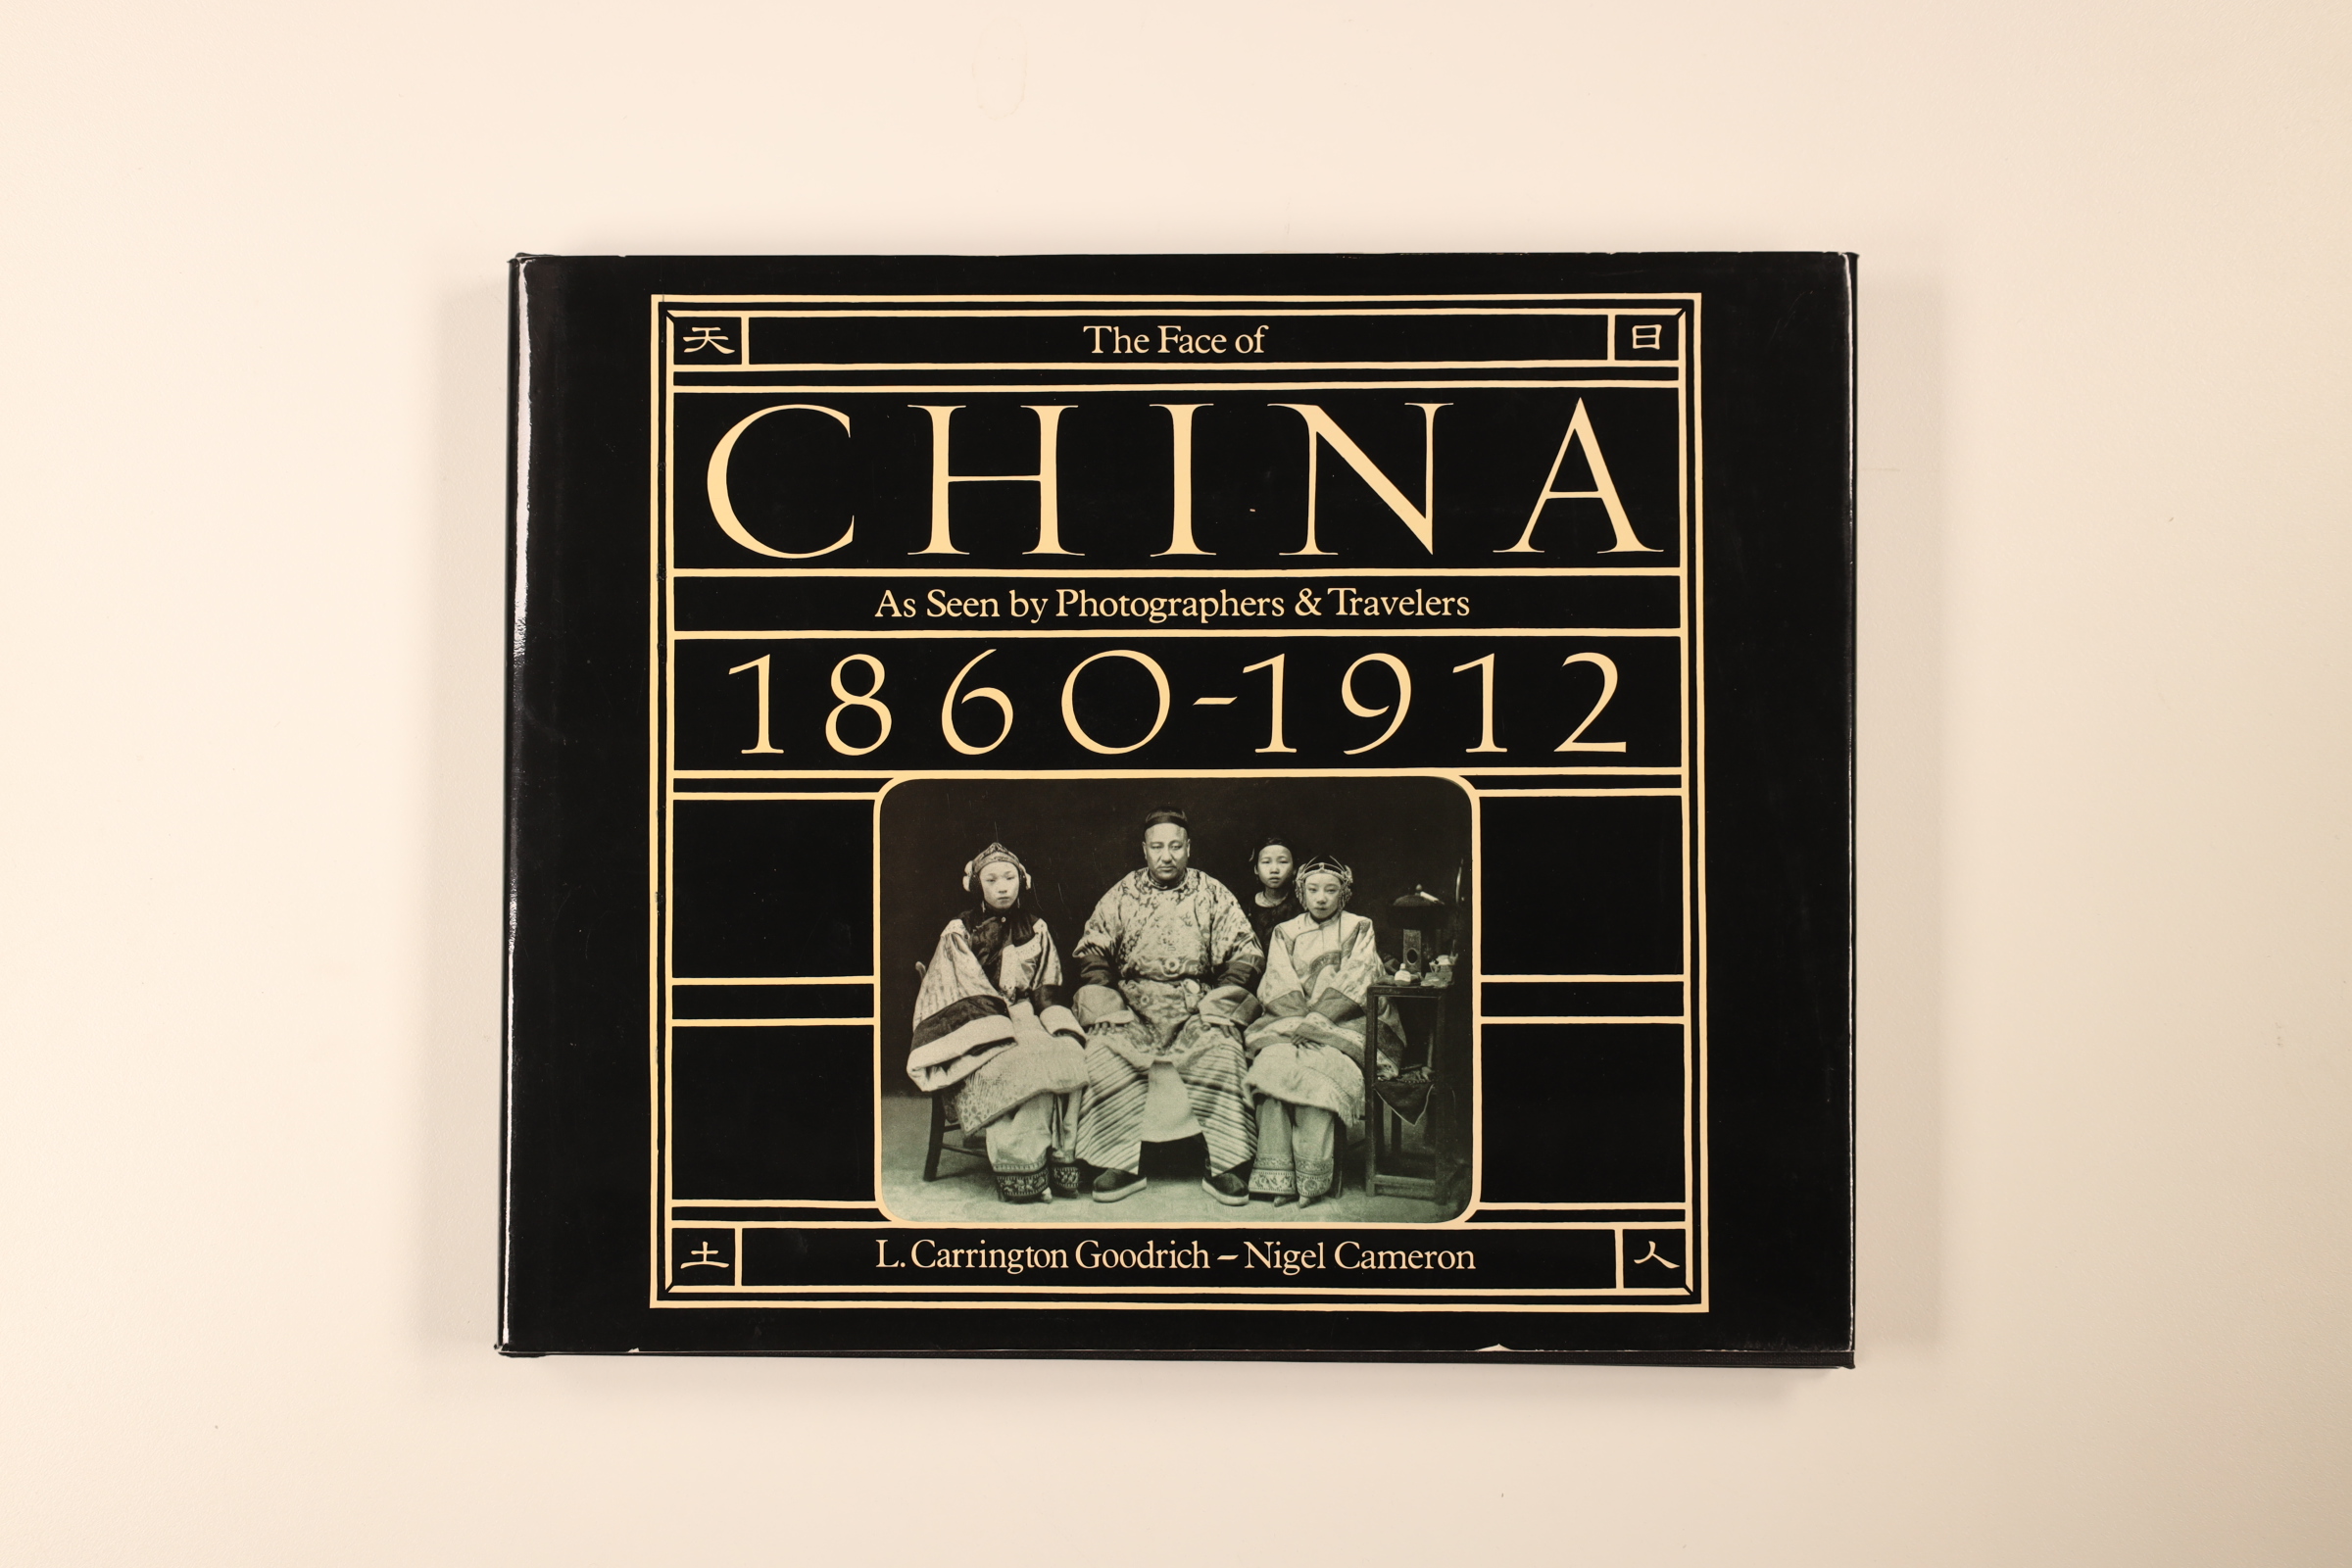 天 The Face of 日
CHINA
As Seen by Photographers & Travelers
1860-1912
土 L. Carrington Goodrich – Nigel Cameron 人